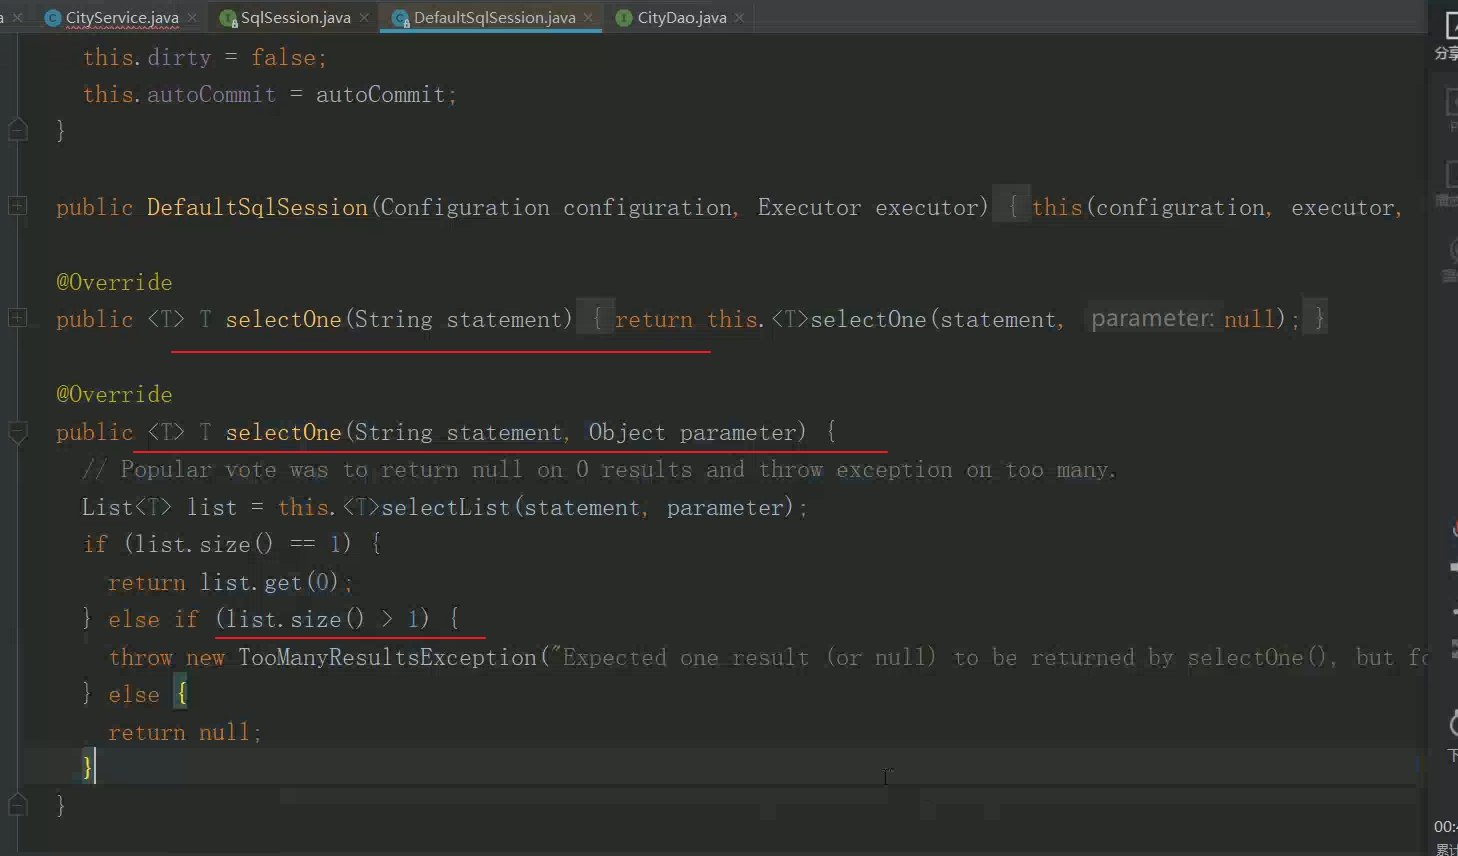 a CityService.java SqlSession.java DefaultSqlSession.java CityDao.java
this.dirty = false;
this.autoCommit = autoCommit;
}
public DefaultSqlSession(Configuration configuration, Executor executor) { this(configuration, executor,
@Override
public <T> T selectOne(String statement) { return this.<T>selectOne(statement, parameter: null); }
@Override
public <T> T selectOne(String statement, Object parameter) {
// Popular vote was to return null on 0 results and throw exception on too many.
List<T> list = this.<T>selectList(statement, parameter);
if (list.size() == 1) {
return list.get(0);
} else if (list.size() > 1) {
throw new TooManyResultsException("Expected one result (or null) to be returned by selectOne(), but fo
} else {
return null;
}
}
分享
下
00:4
累计